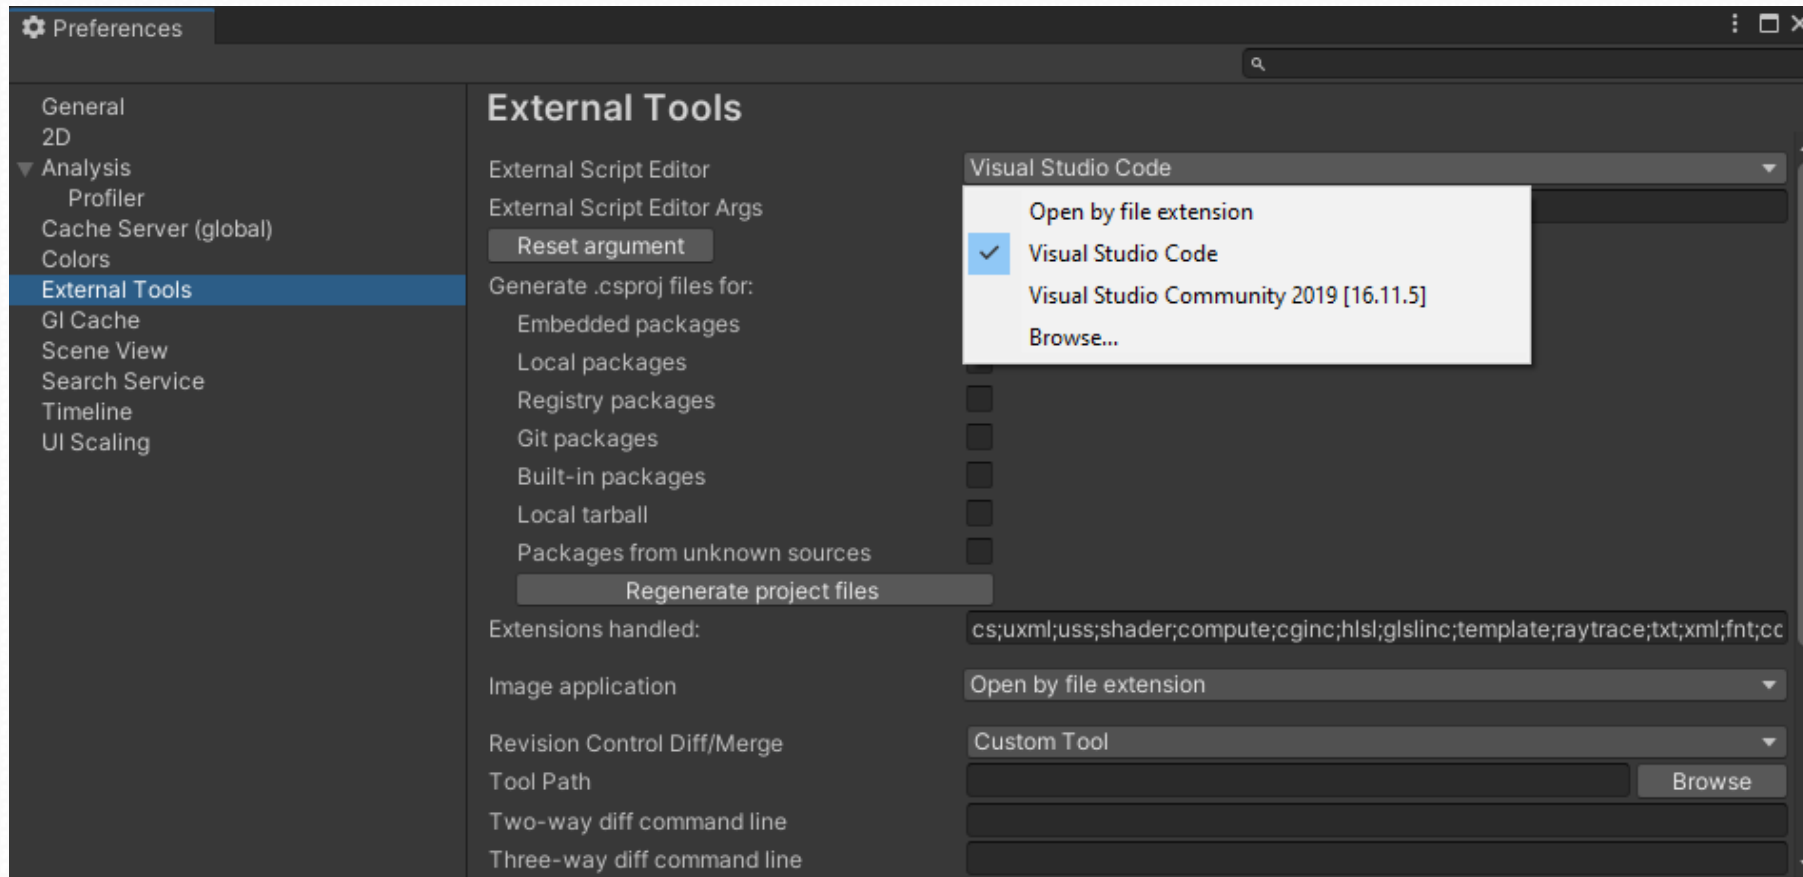 Preferences
General
2D
Analysis
Profiler
Cache Server (global)
Colors
External Tools
GI Cache
Scene View
Search Service
Timeline
UI Scaling
External Tools
External Script Editor
Visual Studio Code
Open by file extension
Visual Studio Code
Visual Studio Community 2019 [16.11.5]
Browse...
External Script Editor Args
Reset argument
Generate .csproj files for:
Embedded packages
Local packages
Registry packages
Git packages
Built-in packages
Local tarball
Packages from unknown sources
Regenerate project files
Extensions handled:
cs;uxml;uss;shader;compute;cginc;hlsl;glslinc;template;raytrace;txt;xml;fnt;cc
Image application
Open by file extension
Revision Control Diff/Merge
Custom Tool
Tool Path
Browse
Two-way diff command line
Three-way diff command line